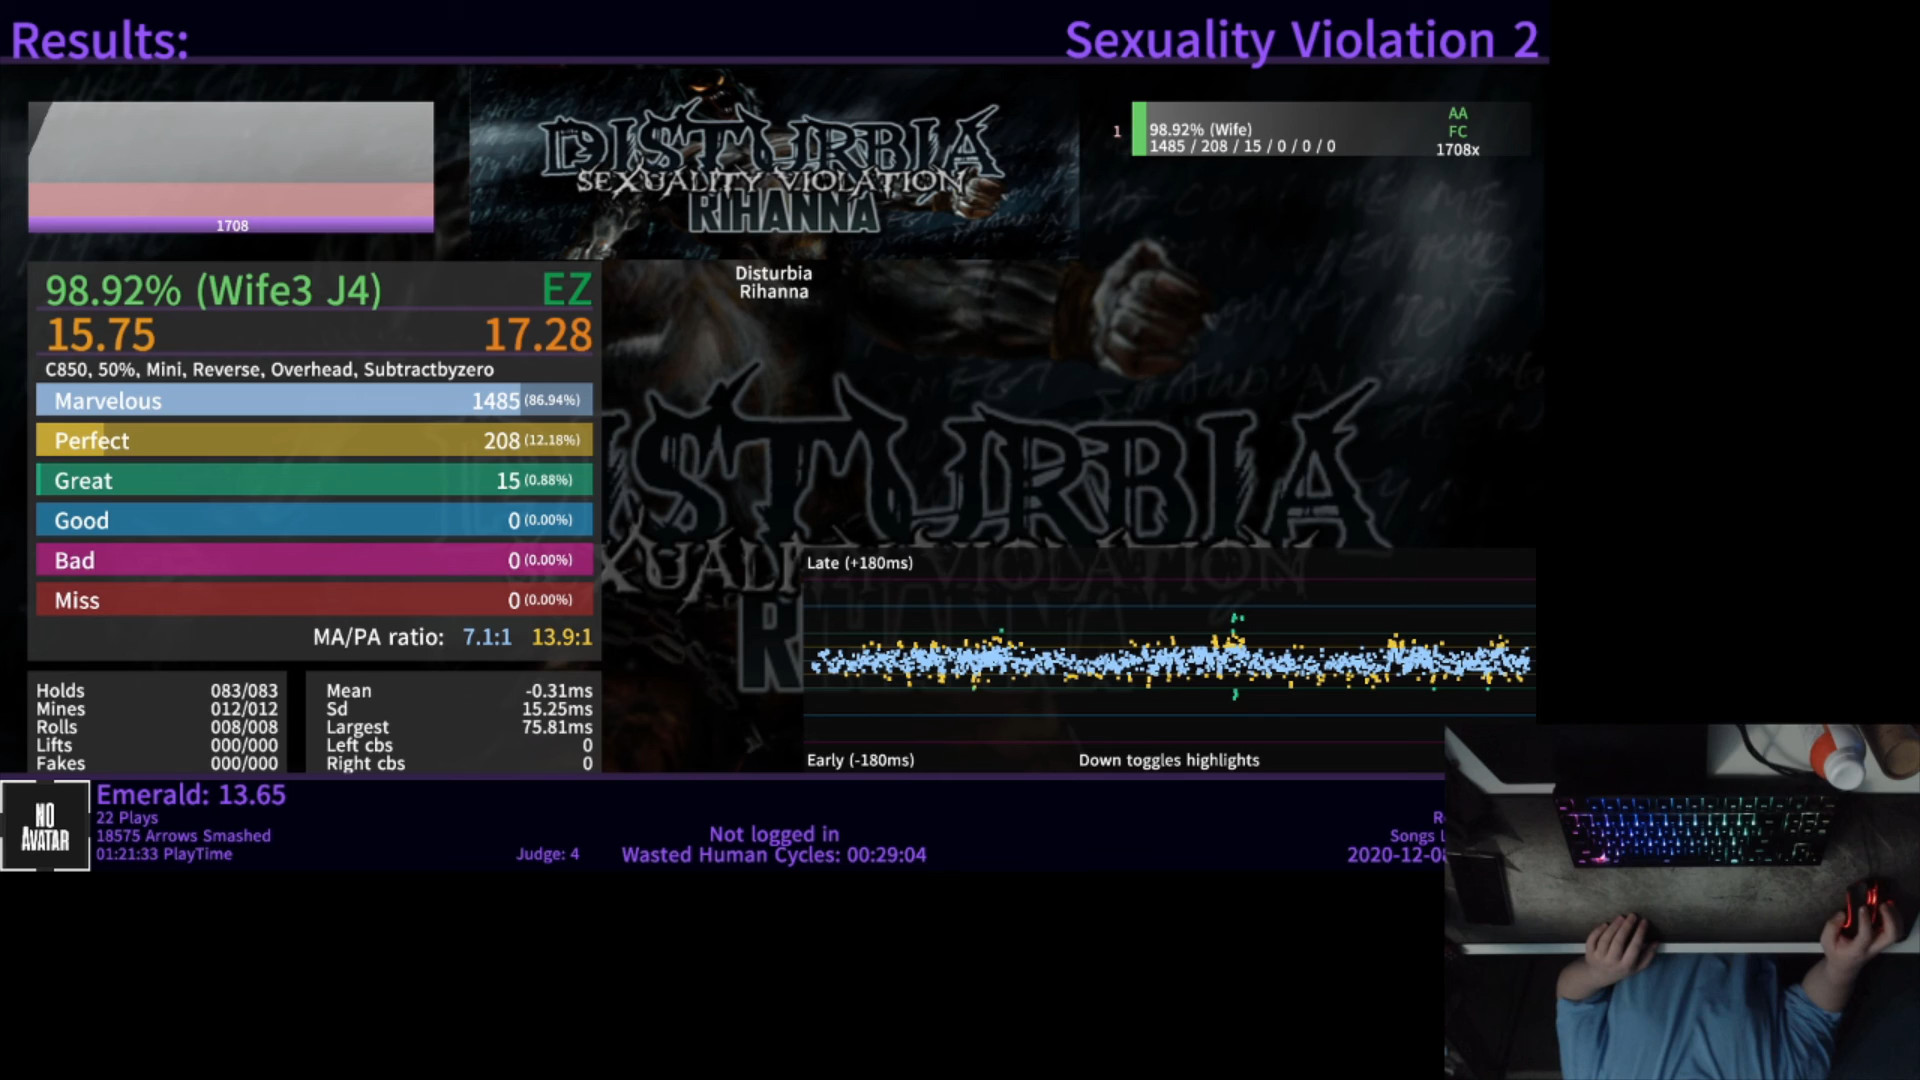 Results:
Sexuality Violation 2
1708
DISTURBIA
SEXUALITY VIOLATION
RIHANNA
1
98.92% (Wife)
1485 / 208 / 15 / 0 / 0 / 0
AA
FC
1708x
98.92% (Wife3 J4)
EZ
15.75
17.28
C850, 50%, Mini, Reverse, Overhead, Subtractbyzero
Disturbia
Rihanna
Marvelous 1485 (86.94%)
Perfect 208 (12.18%)
Great 15 (0.88%)
Good 0 (0.00%)
Bad 0 (0.00%)
Miss 0 (0.00%)
MA/PA ratio: 7.1:1 13.9:1
Holds 083/083
Mines 012/012
Rolls 008/008
Lifts 000/000
Fakes 000/000
Mean -0.31ms
Sd 15.25ms
Largest 75.81ms
Left cbs 0
Right cbs 0
Late (+180ms)
Early (-180ms)
Down toggles highlights
NO
AVATAR
Emerald: 13.65
22 Plays
18575 Arrows Smashed
01:21:33 PlayTime
Judge: 4
Not logged in
Wasted Human Cycles: 00:29:04
Songs L
2020-12-0